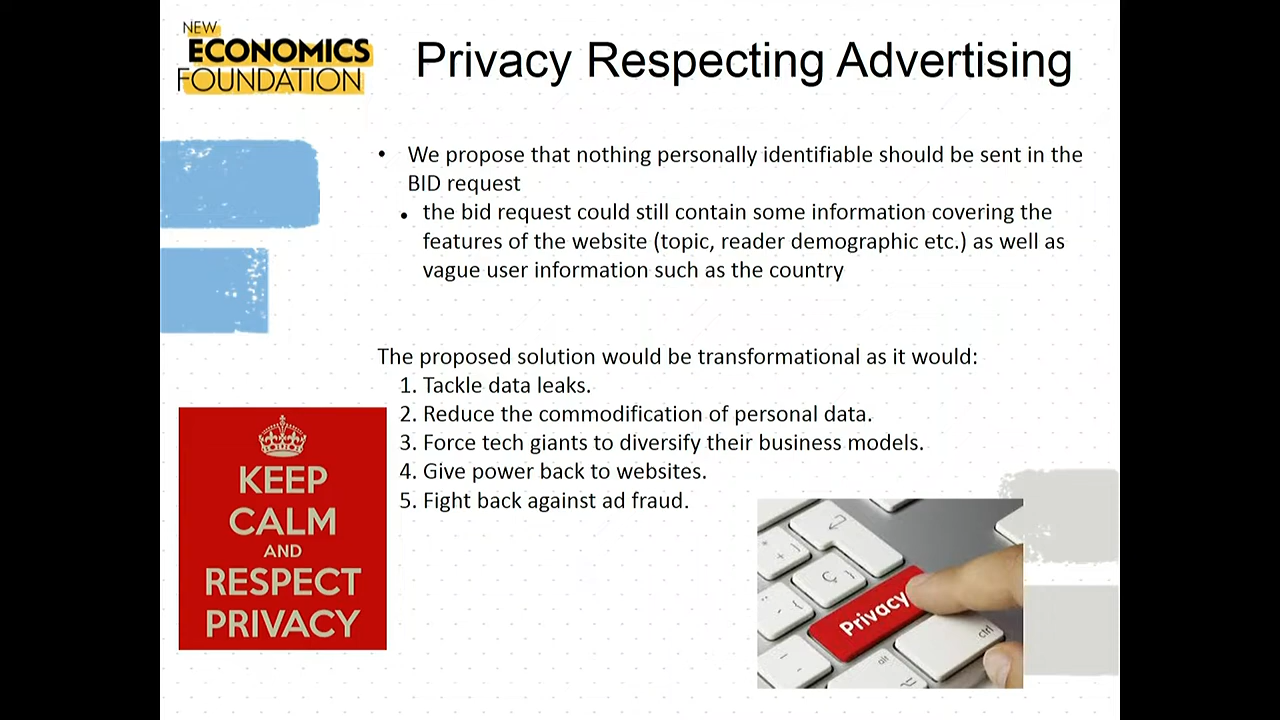 NEW
ECONOMICS
FOUNDATION
Privacy Respecting Advertising
• We propose that nothing personally identifiable should be sent in the
BID request
• the bid request could still contain some information covering the
features of the website (topic, reader demographic etc.) as well as
vague user information such as the country
The proposed solution would be transformational as it would:
1. Tackle data leaks.
2. Reduce the commodification of personal data.
3. Force tech giants to diversify their business models.
4. Give power back to websites.
5. Fight back against ad fraud.
KEEP
CALM
AND
RESPECT
PRIVACY
Privacy
ctrl
alt